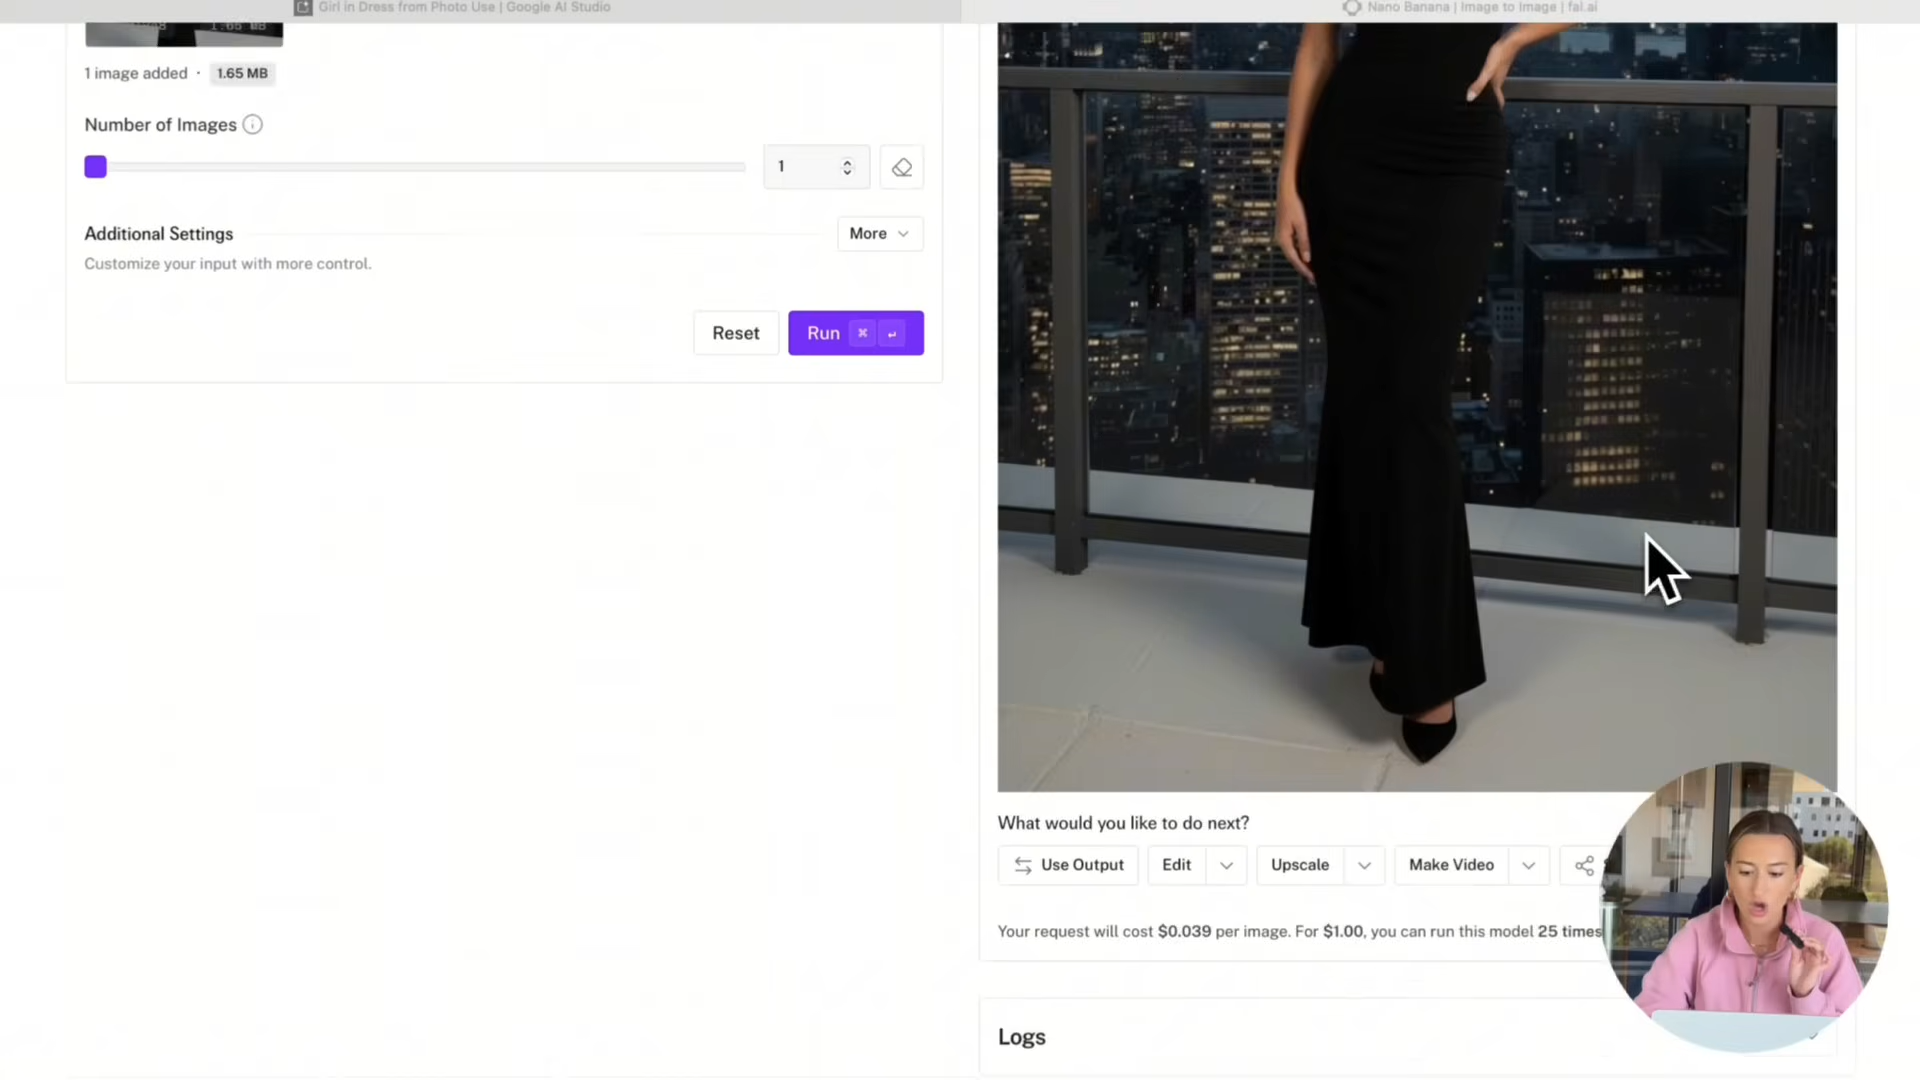 Girl in Dress from Photo Use | Google AI Studio
Nano Banana | Image to Image | fal.ai
1.65 MB
1 image added · 1.65 MB
Number of Images
1
Additional Settings
More
Customize your input with more control.
Reset
Run ⌘ ↵
What would you like to do next?
Use Output
Edit
Upscale
Make Video
Your request will cost $0.039 per image. For $1.00, you can run this model 25 times
Logs